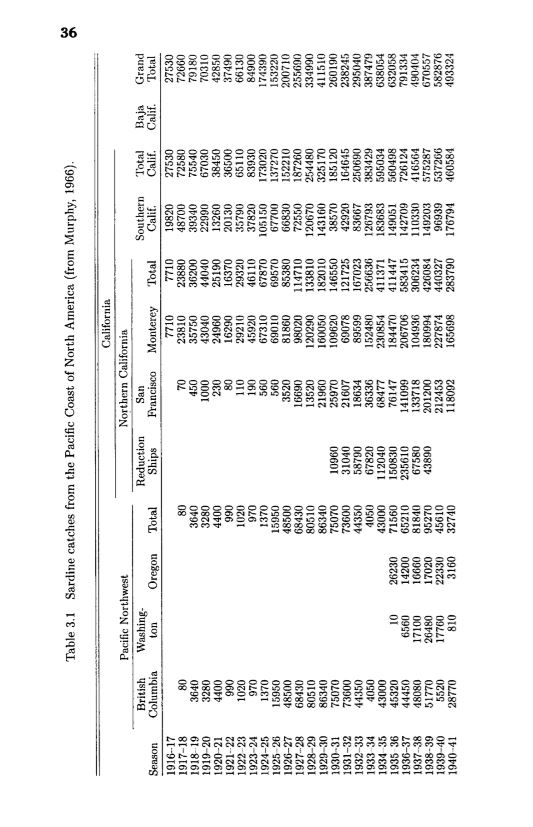 36
Table 3.1 Sardine catches from the Pacific Coast of North America (from Murphy, 1966).
California
Pacific Northwest Northern California
Season British Columbia Washing-ton Oregon Total Reduction Ships San Francisco Monterey Total Southern Calif. Total Calif. Baja Calif. Grand Total
1916–17 7710 7710 19820 27530 27530
1917–18 80 80 70 23810 23880 48700 72580 72660
1918–19 3640 3640 450 35750 36200 39340 75540 79180
1919–20 3280 3280 1000 43040 44040 22990 67030 70310
1920–21 4400 4400 230 24960 25190 13260 38450 42850
1921–22 990 990 80 16290 16370 20130 36500 37490
1922–23 1020 1020 110 29210 29320 35790 65110 66130
1923–24 970 970 190 45920 46110 37820 83930 84900
1924–25 1370 1370 560 67310 67870 105150 173020 174390
1925–26 15950 15950 560 69010 69570 67700 137270 153220
1926–27 48500 48500 3520 81860 85380 66830 152210 200710
1927–28 68430 68430 16690 98020 114710 72550 187260 255690
1928–29 80510 80510 13520 120290 133810 120670 254480 334990
1929–30 86340 86340 21960 160050 182010 143160 325170 411510
1930–31 75070 75070 10960 25970 109620 146550 38570 185120 260190
1931–32 73600 73600 31040 21607 69078 121725 42920 164645 238245
1932–33 44350 44350 58790 18634 89599 167023 83667 250690 295040
1933–34 4050 4050 67820 36336 152480 256636 126793 383429 387479
1934–35 43000 43000 112040 68477 230854 411371 183683 595034 638054
1935–36 45320 10 26230 71560 150830 76147 184470 411447 149051 560498 632058
1936–37 44450 6560 14200 65210 235610 141099 206706 583415 142709 726124 791334
1937–38 48080 17100 16660 81840 67580 133718 104936 306234 110330 416564 490404
1938–39 51770 26480 17020 95270 43890 201200 180994 426084 149203 575287 670557
1939–40 5520 17760 22330 45610 212453 227874 440327 96939 537266 582876
1940–41 28770 810 3160 32740 118092 165698 283790 176794 460584 493324